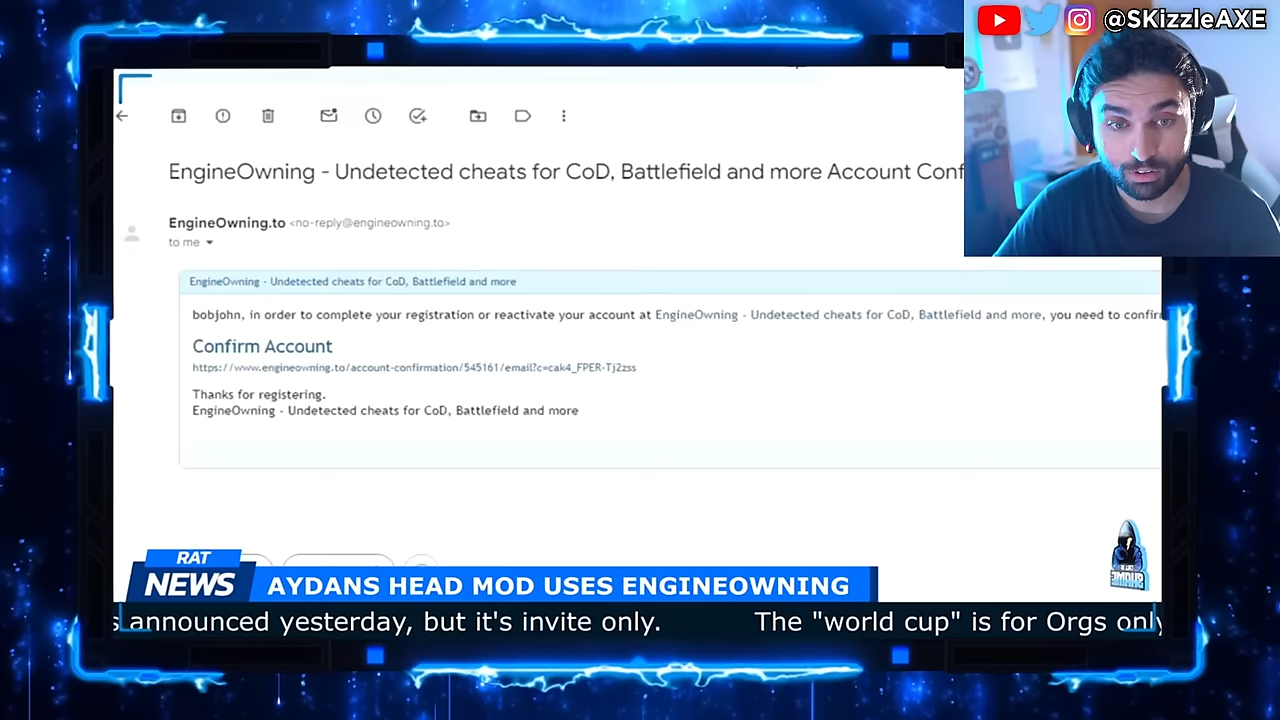 @SKizzleAXE
EngineOwning - Undetected cheats for CoD, Battlefield and more Account Conf
EngineOwning.to <no-reply@engineowning.to>
to me
EngineOwning - Undetected cheats for CoD, Battlefield and more
bobjohn, in order to complete your registration or reactivate your account at EngineOwning - Undetected cheats for CoD, Battlefield and more, you need to confir
Confirm Account
https://www.engineowning.to/account-confirmation/545161/email?c=cak4_FPER-Tj2zss
Thanks for registering.
EngineOwning - Undetected cheats for CoD, Battlefield and more
RAT
NEWS
AYDANS HEAD MOD USES ENGINEOWNING
s announced yesterday, but it's invite only. The "world cup" is for Orgs only